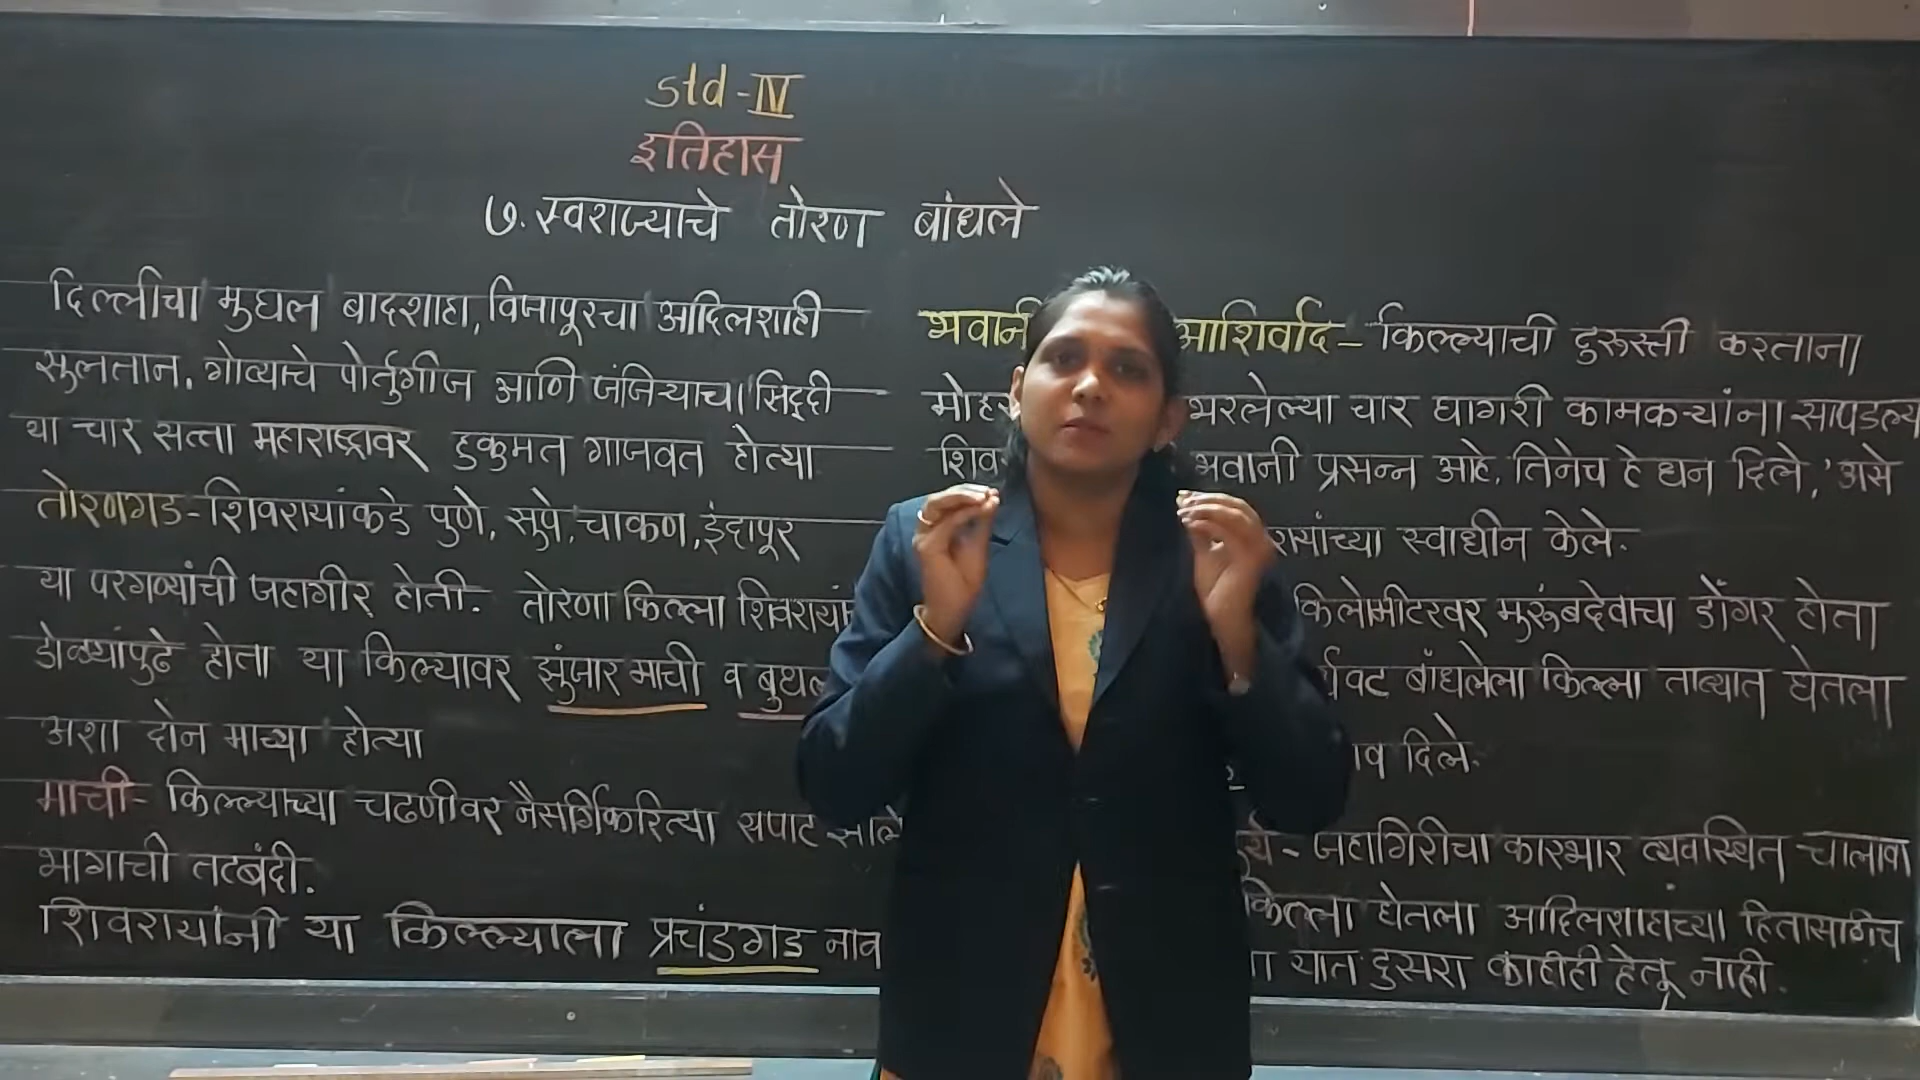 std-IV
इतिहास
७. स्वराज्याचे तोरण बांधले
दिल्लीचा मुघल बादशाहा, विजापूरचा आदिलशाही
सुलतान, गोव्याचे पोर्तुगीज आणि जंजिऱ्याचा सिद्दी
या चार सत्ता महाराष्ट्रावर हुकुमत गाजवत होत्या
तोरणगड-शिवरायांकडे पुणे, सुपे, चाकण, इंदापूर
या परगण्यांची जहागीर होती. तोरणा किल्ला
डोळ्यांपुढे होता या किल्यावर झुंजार माची व
अशा दोन माच्या होत्या
माची- किल्ल्याच्या चढणीवर नैसर्गिकरित्या सपाट
भागाची तटबंदी.
शिवरायांनी या किल्ल्याला प्रचंडगड नाव
आशिर्वाद- किल्ल्याची दुरुस्ती करताना
भरलेल्या चार घागरी कामकऱ्यांना
भवानी प्रसन्न आहे, तिनेच हे धन दिले,' असे
स्वाधीन केले.
किलोमीटरवर मुरुंबदेवाचा डोंगर होता
बांधलेला किल्ला ताब्यात घेतला
दिले.
- जहागिरीचा कारभार व्यवस्थित चालावा
किल्ला घेतला आदिलशाहाच्या हितासाठीच
यात दुसरा काहीही हेतू नाही.